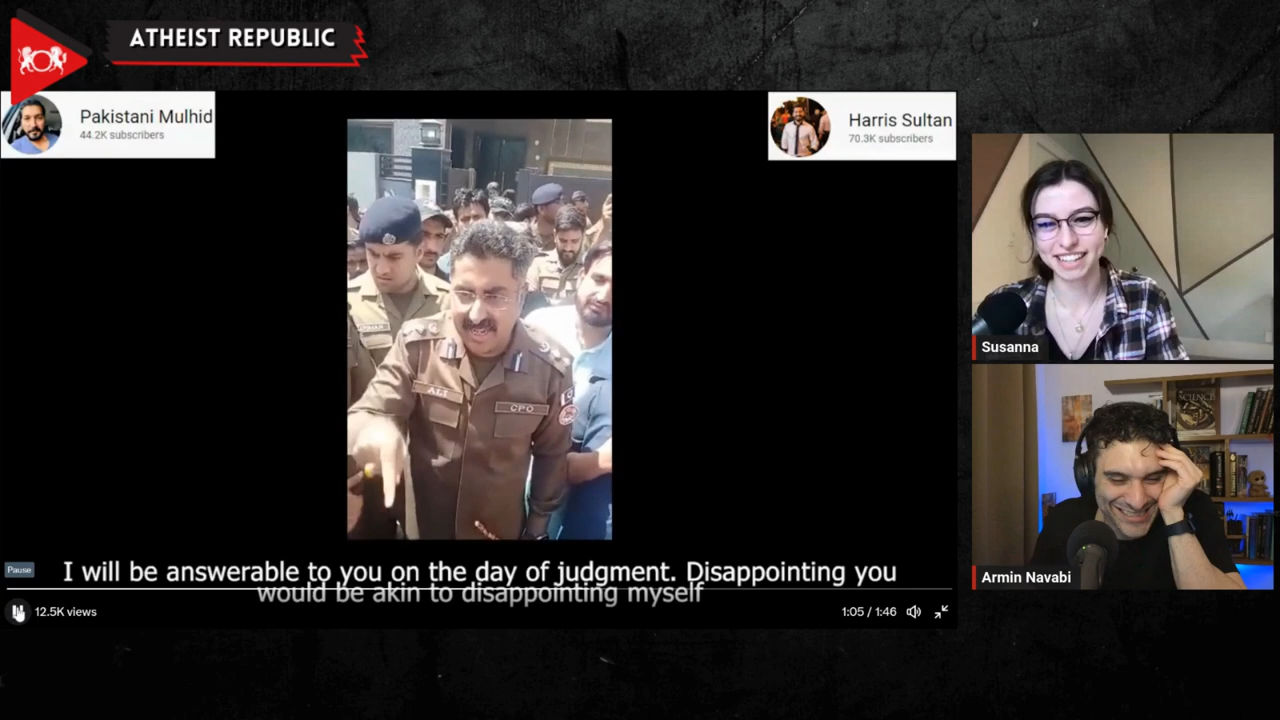 ATHEIST REPUBLIC
Pakistani Mulhid
44.2K subscribers
Harris Sultan
70.3K subscribers
ALI
CPO
SCIENCE
Susanna
Armin Navabi
Pause
I will be answerable to you on the day of judgment. Disappointing you
would be akin to disappointing myself
12.5K views
1:05 / 1:46